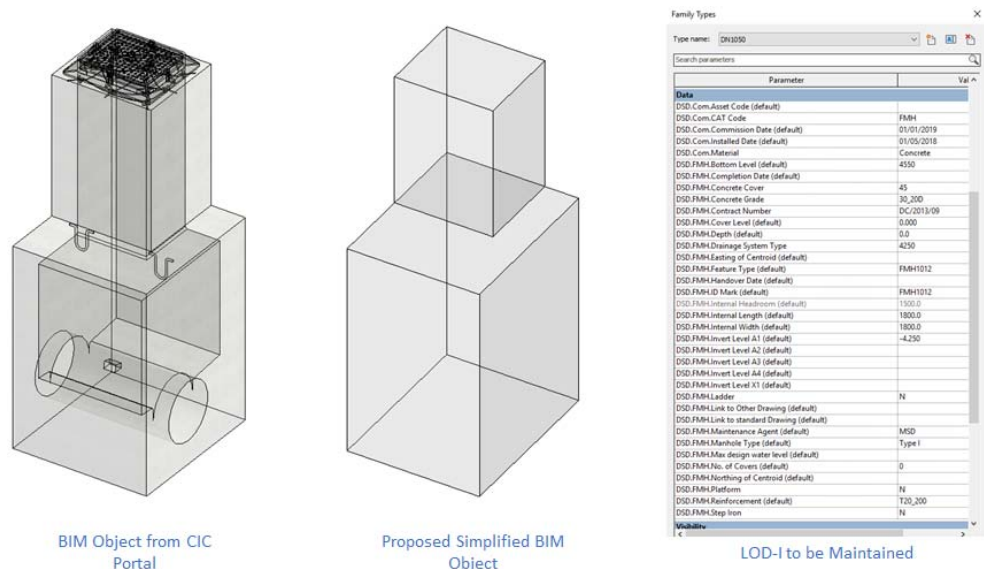 Family Types
Type name: DN1050
Search parameters
Parameter Val
Data
DSD.Com.Asset Code (default)
DSD.Com.CAT Code FMH
DSD.Com.Commission Date (default) 01/01/2019
DSD.Com.Installed Date (default) 01/05/2018
DSD.Com.Material Concrete
DSD.FMH.Bottom Level (default) 4550
DSD.FMH.Completion Date (default)
DSD.FMH.Concrete Cover 45
DSD.FMH.Concrete Grade 30_20D
DSD.FMH.Contract Number DC/2013/09
DSD.FMH.Cover Level (default) 0.000
DSD.FMH.Depth (default) 0.0
DSD.FMH.Drainage System Type 4250
DSD.FMH.Easting of Centroid (default)
DSD.FMH.Feature Type (default) FMH1012
DSD.FMH.Handover Date (default)
DSD.FMH.ID Mark (default) FMH1012
DSD.FMH.Internal Headroom (default) 1500.0
DSD.FMH.Internal Length (default) 1800.0
DSD.FMH.Internal Width (default) 1800.0
DSD.FMH.Invert Level A1 (default) -4.250
DSD.FMH.Invert Level A2 (default)
DSD.FMH.Invert Level A3 (default)
DSD.FMH.Invert Level A4 (default)
DSD.FMH.Invert Level X1 (default)
DSD.FMH.Ladder N
DSD.FMH.Link to Other Drawing (default)
DSD.FMH.Link to standard Drawing (default)
DSD.FMH.Maintenance Agent (default) MSD
DSD.FMH.Manhole Type (default) Type I
DSD.FMH.Max design water level (default)
DSD.FMH.No. of Covers (default) 0
DSD.FMH.Northing of Centroid (default)
DSD.FMH.Platform N
DSD.FMH.Reinforcement (default) T20_200
DSD.FMH.Step Iron N
Visibility
BIM Object from CIC
Portal
Proposed Simplified BIM
Object
LOD-I to be Maintained